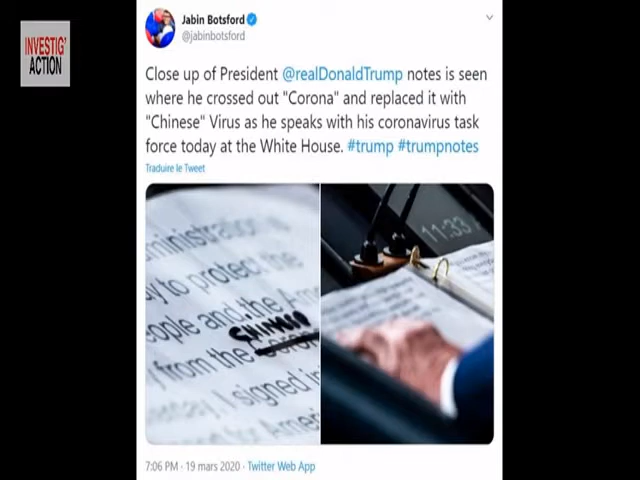 INVESTIG'
ACTION
Jabin Botsford
@jabinbotsford
Close up of President @realDonaldTrump notes is seen
where he crossed out "Corona" and replaced it with
"Chinese" Virus as he speaks with his coronavirus task
force today at the White House. #trump #trumpnotes
Traduire le Tweet
to protect the
and the
CHINESE
from the
I signed
11:33
7:06 PM · 19 mars 2020 · Twitter Web App